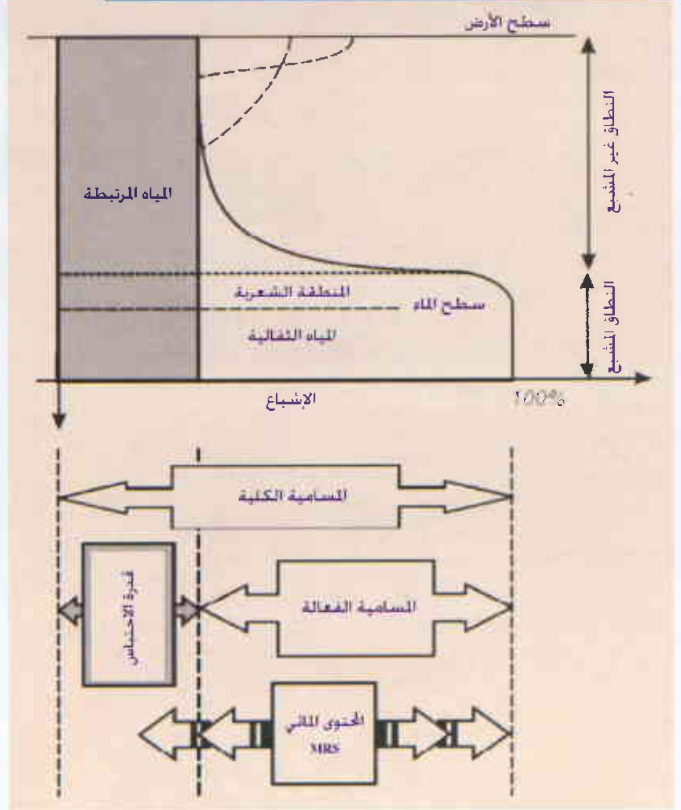 سطح الأرض
النطاق غير المشبع
المياه المرتبطة
المنطقة الشعرية
سطح الماء
المياه الثقالية
النطاق المشبع
الإشباع
100%
المسامية الكلية
قدرة الاحتباس
المسامية الفعالة
المحتوى المائي
MRS